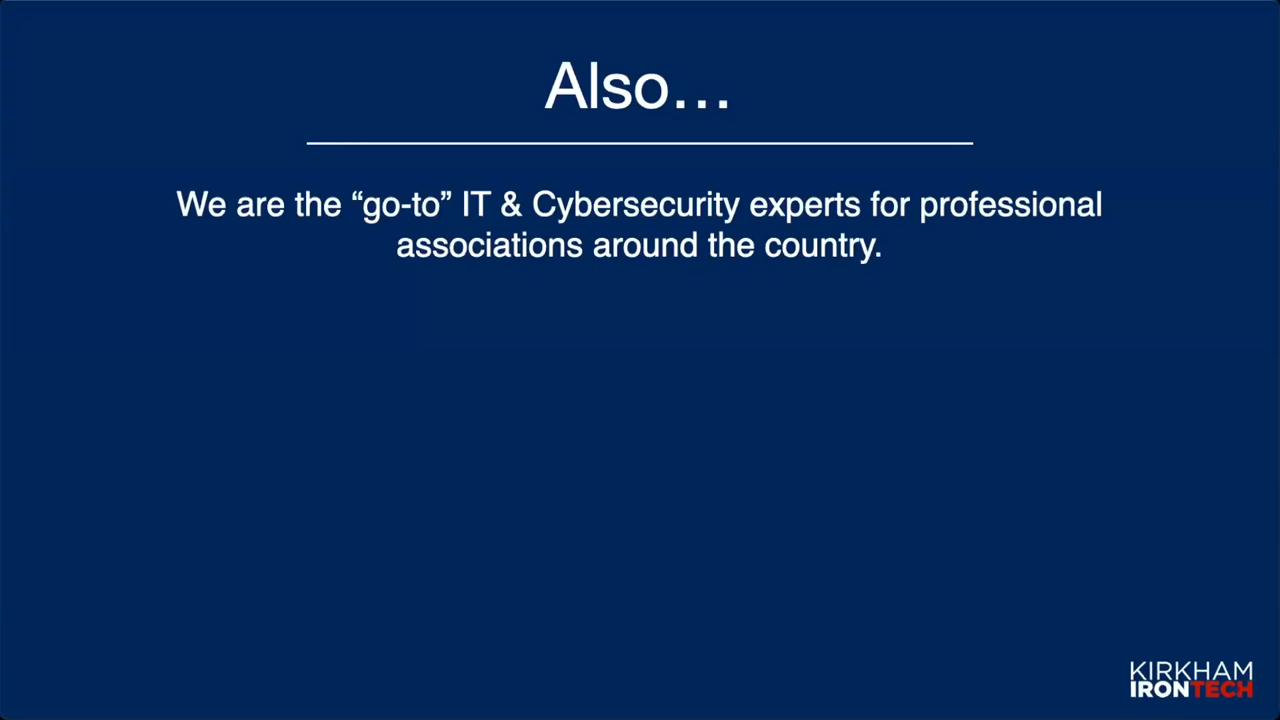 Also…
We are the “go-to” IT & Cybersecurity experts for professional
associations around the country.
KIRKHAM
IRONTECH